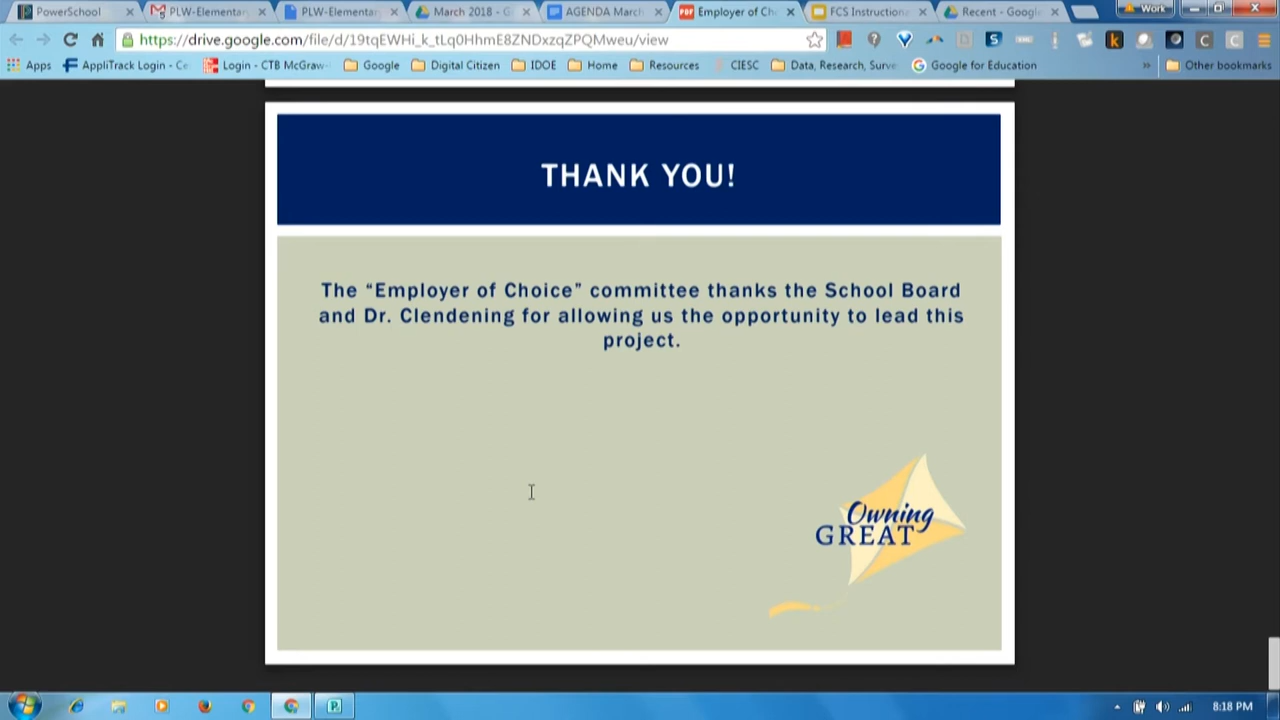 PowerSchool
PLW-Elementar
PLW-Elementar
March 2018 - G
AGENDA March
PDF Employer of Ch
FCS Instructiona
Recent - Googl
Work
https://drive.google.com/file/d/19tqEWHi_k_tLq0HhmE8ZNDxzqZPQMweu/view
Apps
AppliTrack Login - Ce
Login - CTB McGraw
Google
Digital Citizen
IDOE
Home
Resources
CIESC
Data, Research, Surve
Google for Education
»
Other bookmarks
THANK YOU!
The “Employer of Choice” committee thanks the School Board
and Dr. Clendening for allowing us the opportunity to lead this
project.
Owning
GREAT
8:18 PM